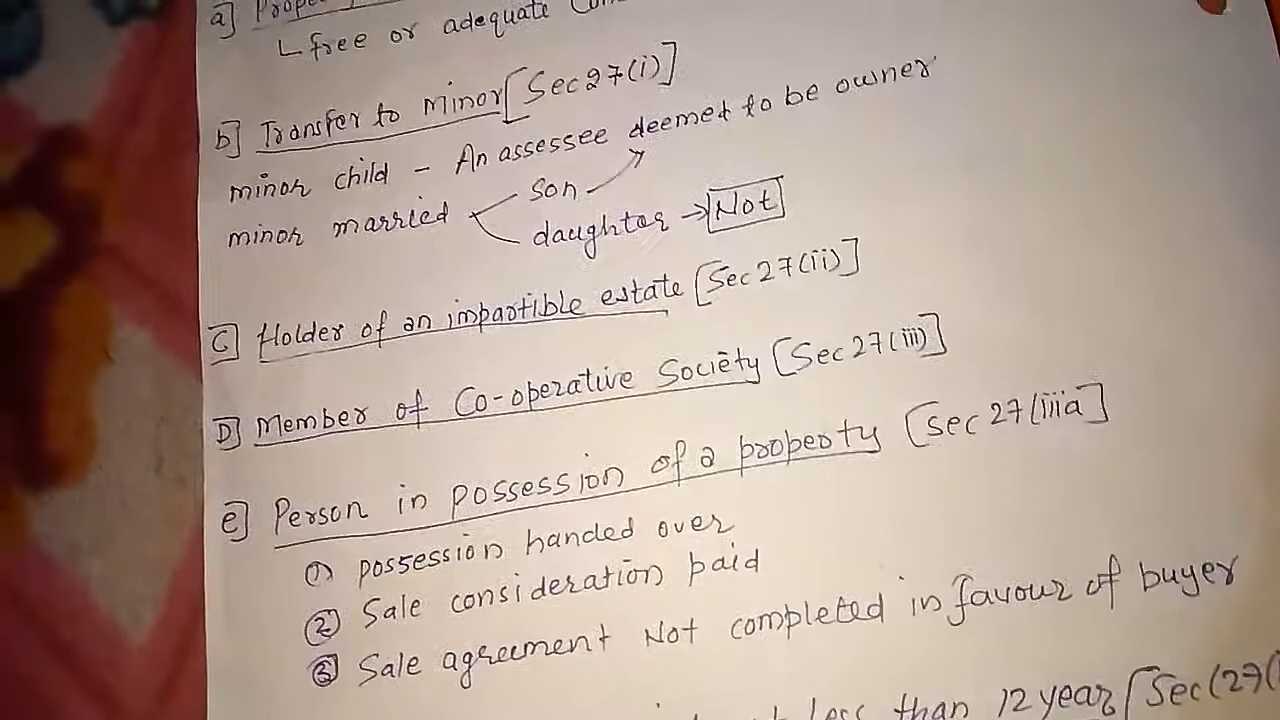 a]
L free or adequate
b] Transfer to minor [Sec 27(i)]
minor child - An assessee deemet to be owner
minor married son
daughter → Not
C] Holder of an impartible estate [Sec 27(ii)]
D] Member of Co-operative Society [Sec 27(iii)]
e] Person in possession of a property [Sec 27(iiia]
① possession handed over
② Sale consideration paid
③ Sale agreement Not completed in favour of buyer
less than 12 year [Sec(27(